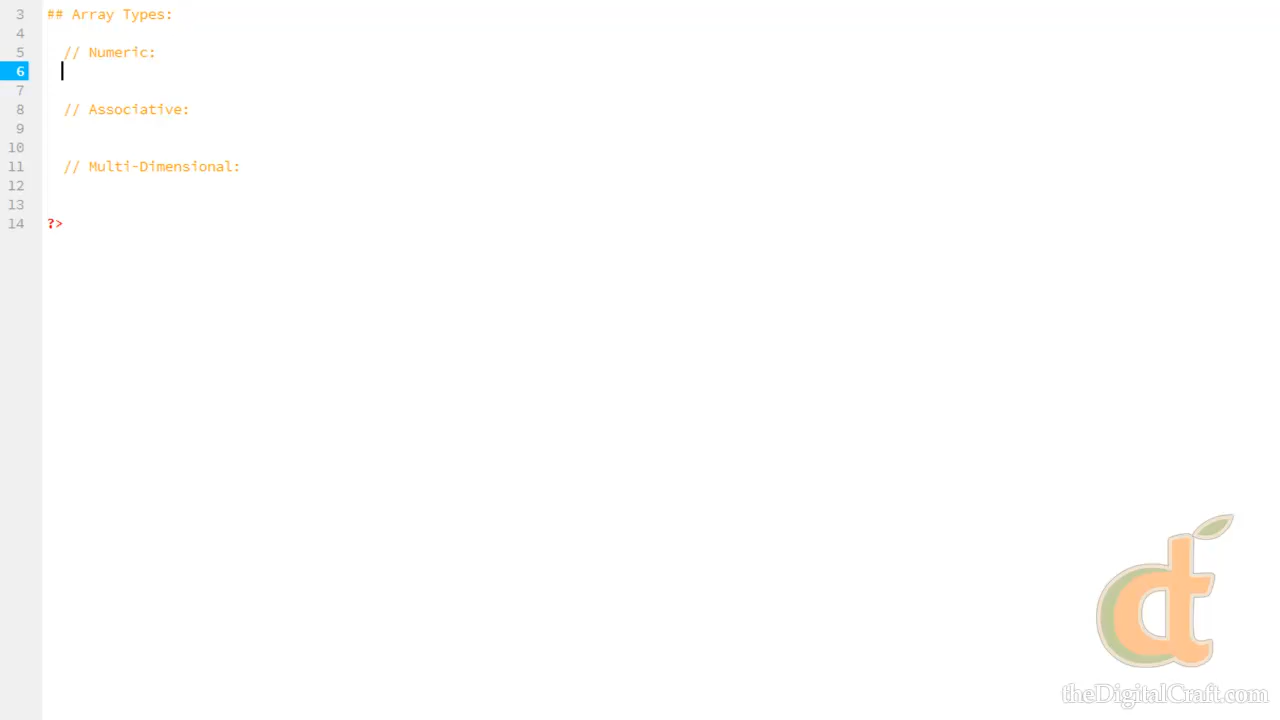 3 ## Array Types:
4
5 // Numeric:
6
7
8 // Associative:
9
10
11 // Multi-Dimensional:
12
13
14 ?>
dt
theDigitalCraft.com